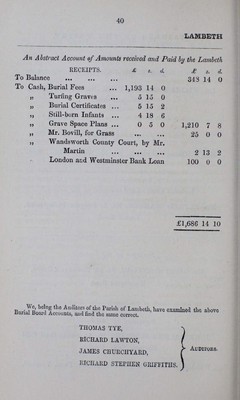 40
LAMBETH
An Abstract Account of Amounts received and Paid by the Lambeth
RECEIPTS. £ s. d. £ s. d.
To Balance ... ... ... 343 14 0
To Cash, Burial Fees ... 1,193 14 0
„ Turfing Graves ... 5 15 0
„ Burial Certificates ... 5 15 2
„ Still-born Infants ... 4 18 6
„ Grave Space Plans ... 0 5 0 1,210 7 8
„ Mr. Bovill, for Grass ... ... 25 0 0
„ Wandsworth County Court, by Mr.
Martin ... ... ... 2 13 2
London and Westminster Bank Loan 100 0 0
£1,686 14 10
We, being the Auditors of the Parish of Lambeth, have examined the above
Burial Board Accounts, and find the same correct.
THOMAS TYE,
RICHARD LAWTON,
JAMES CHURCHYARD,
RICHARD STEPHEN GRIFFITHS.
AUDITORS.